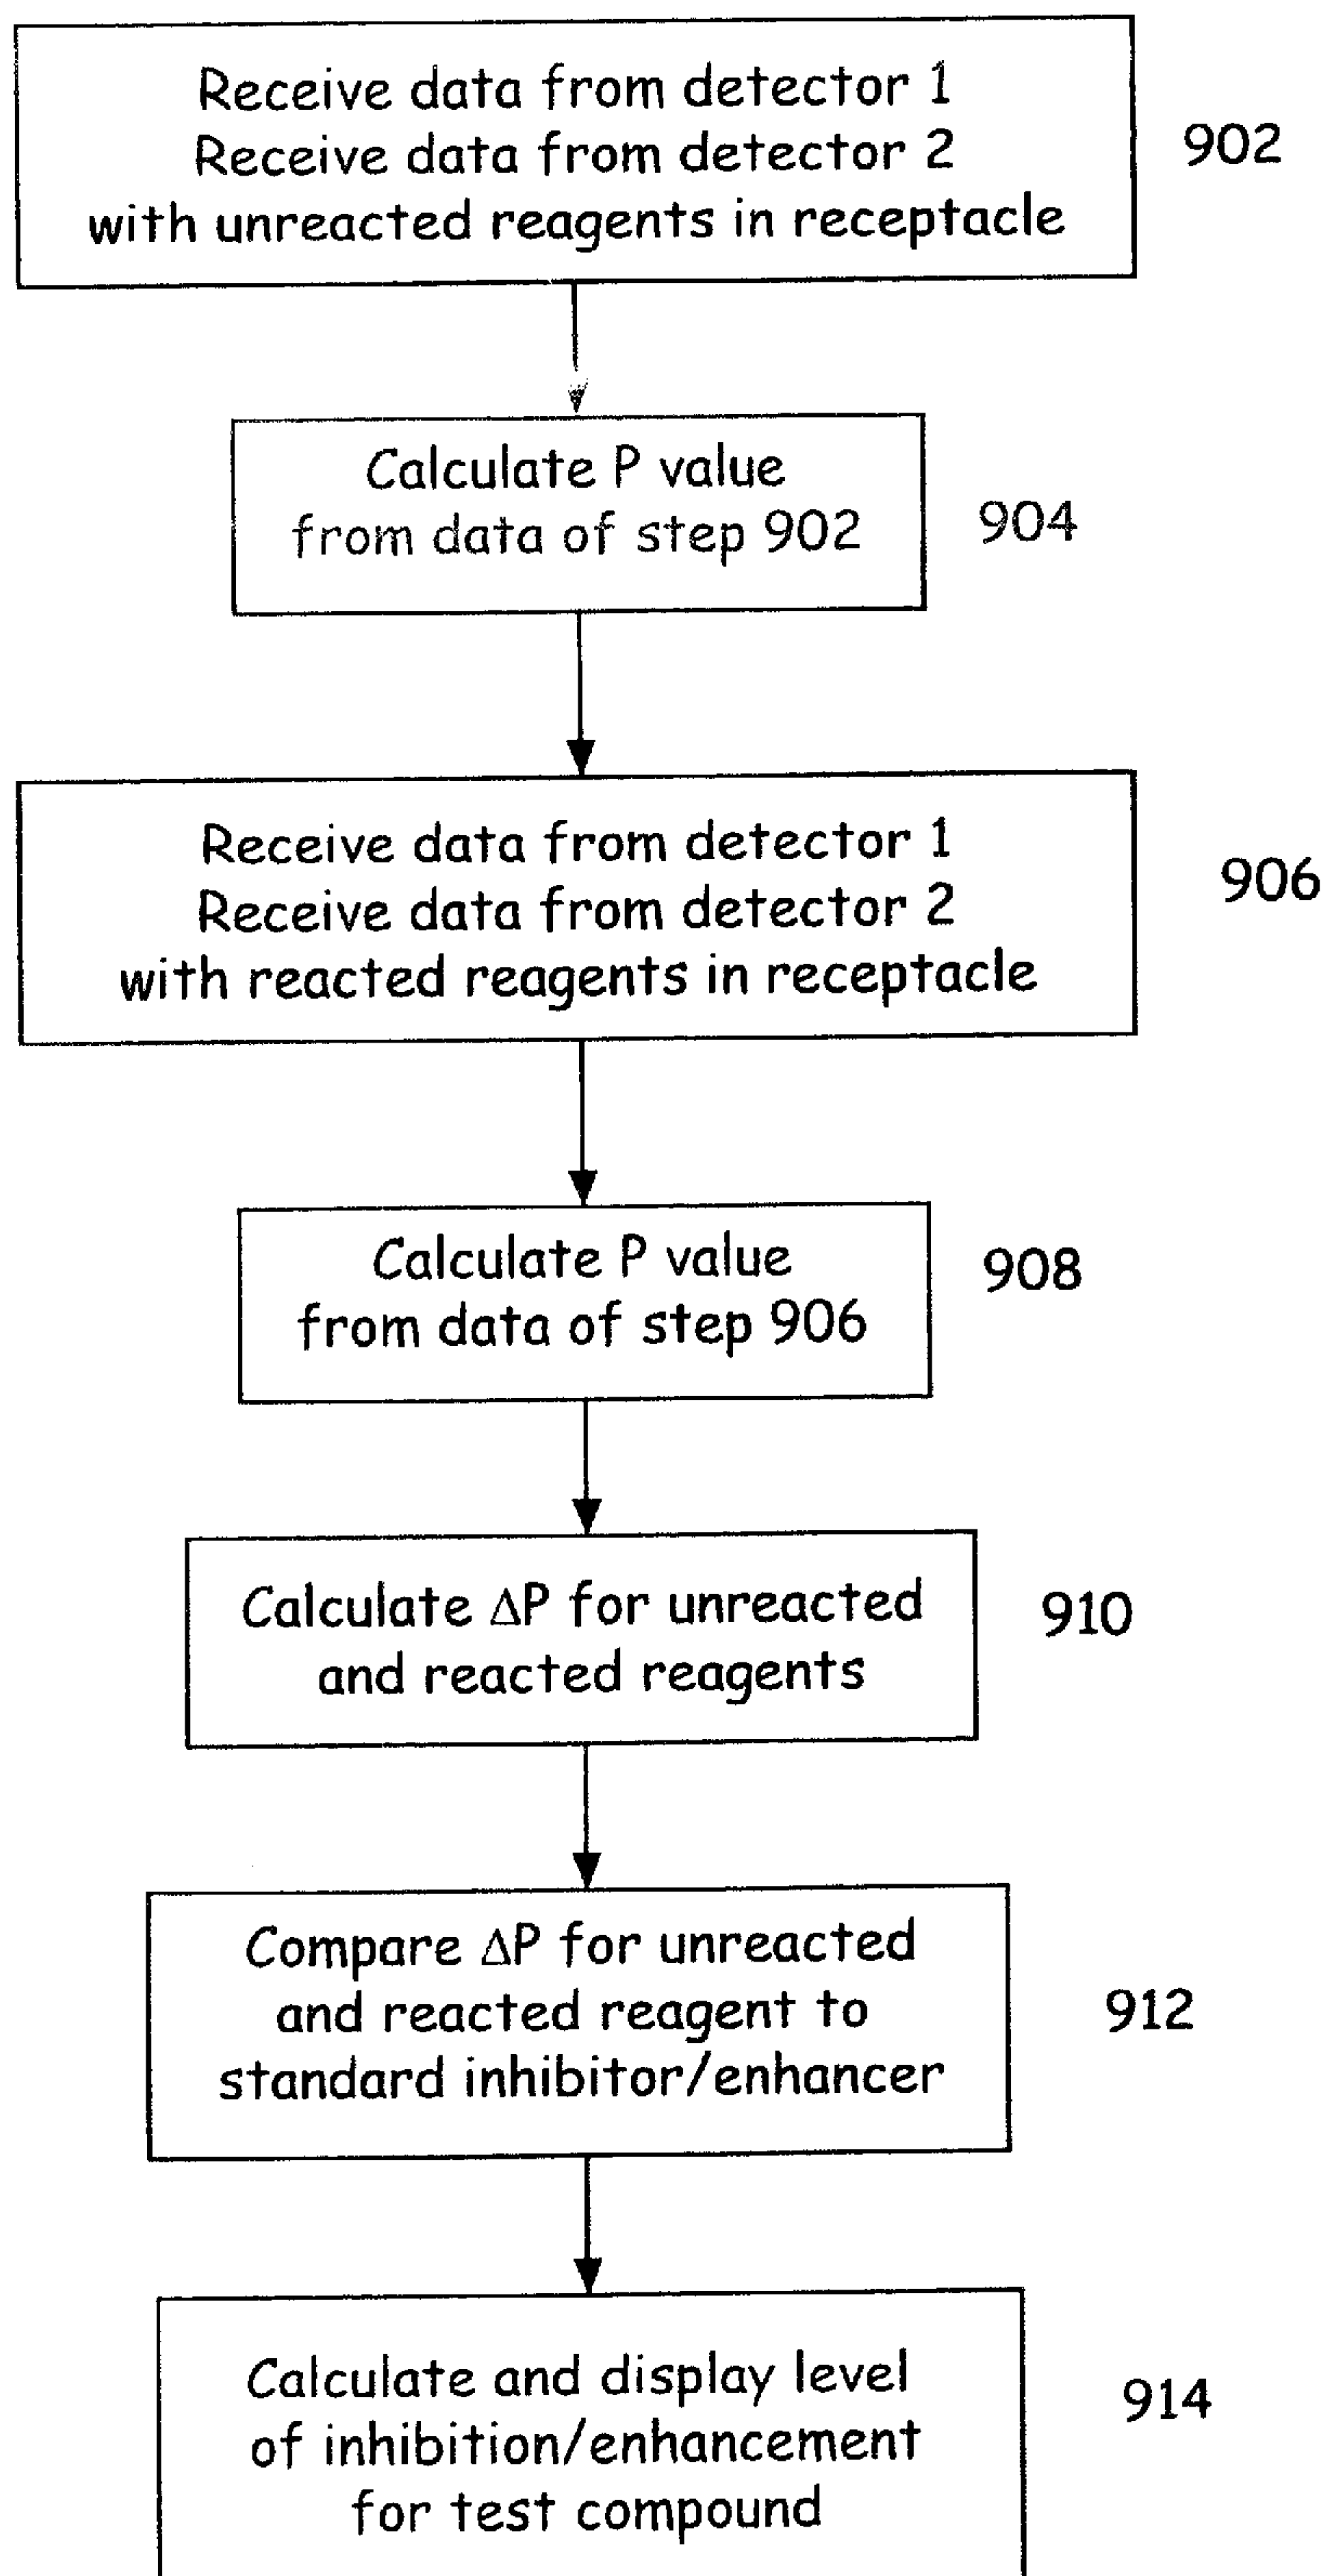 Receive data from detector 1
Receive data from detector 2
with unreacted reagents in receptacle
902
Calculate P value
from data of step 902
904
Receive data from detector 1
Receive data from detector 2
with reacted reagents in receptacle
906
Calculate P value
from data of step 906
908
Calculate ΔP for unreacted
and reacted reagents
910
Compare ΔP for unreacted
and reacted reagent to
standard inhibitor/enhancer
912
Calculate and display level
of inhibition/enhancement
for test compound
914